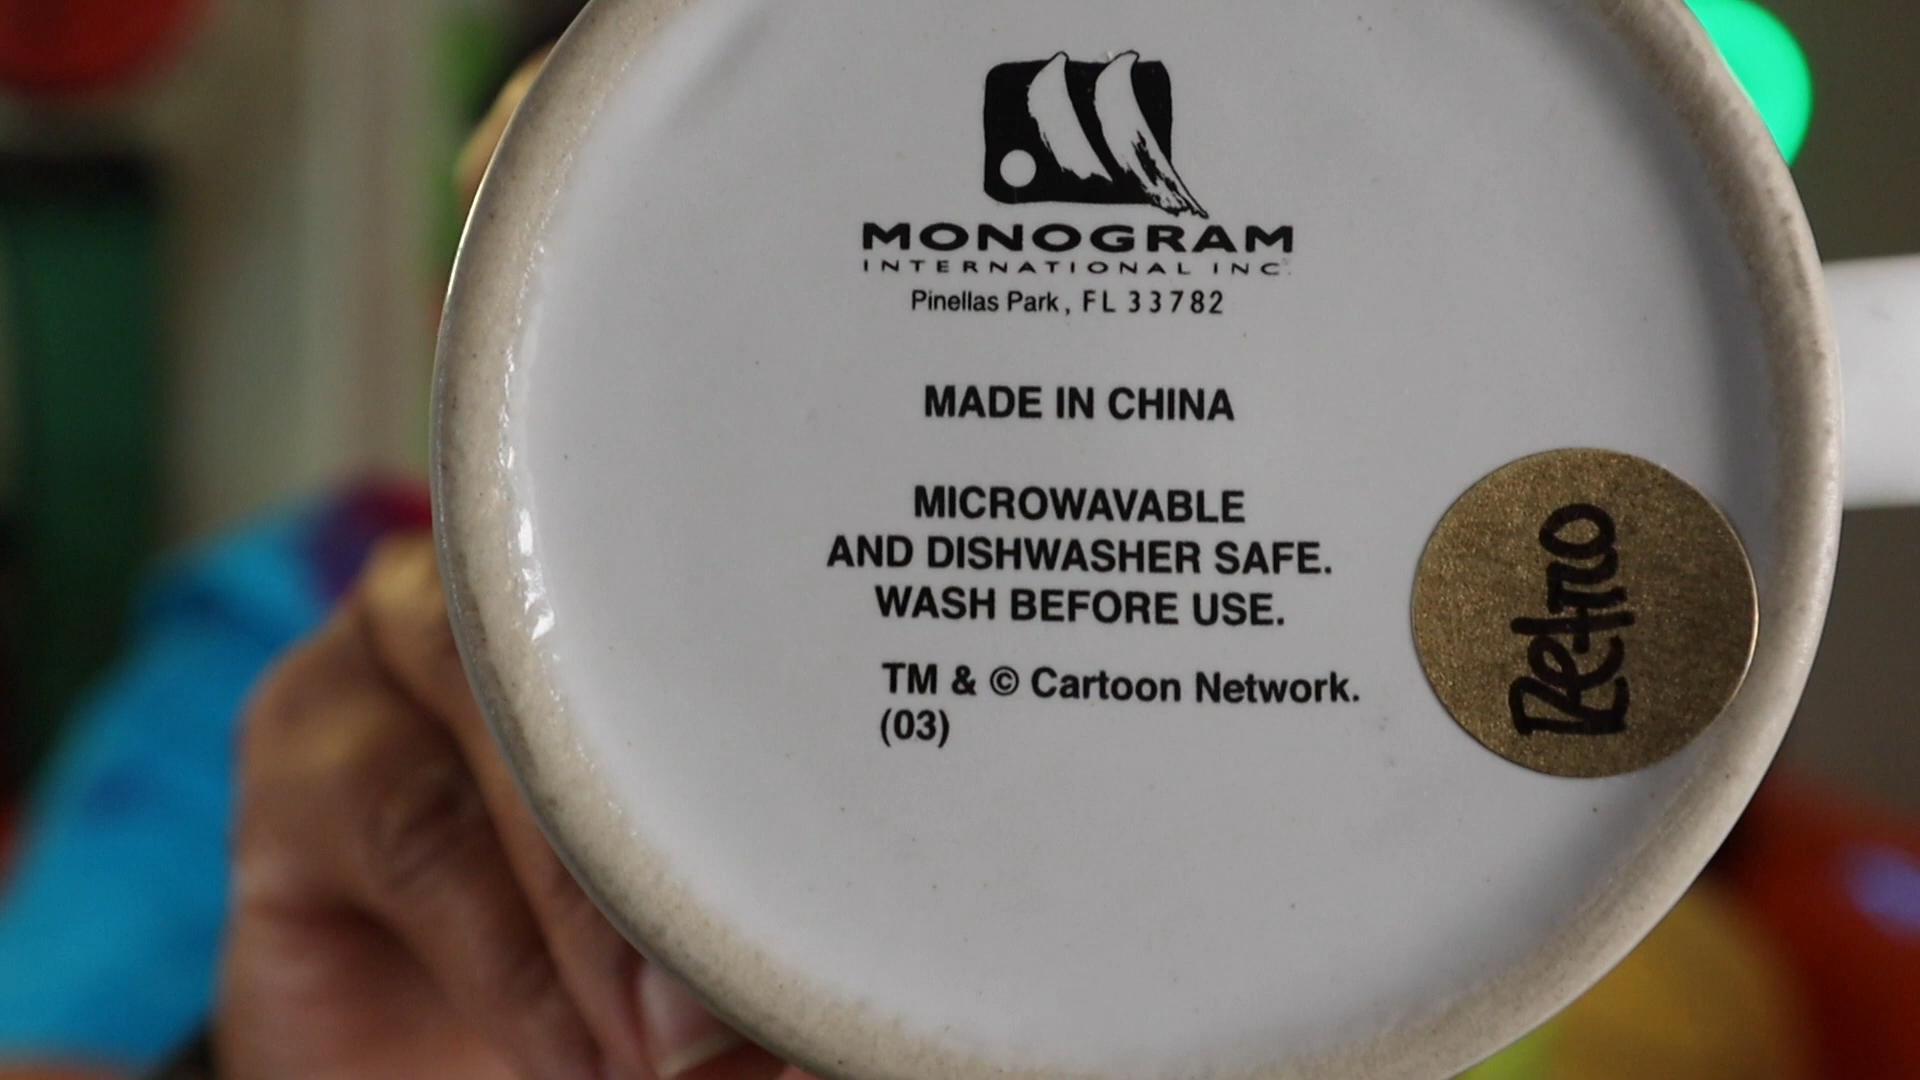 MONOGRAM
INTERNATIONAL INC.
Pinellas Park, FL 33782
MADE IN CHINA
MICROWAVABLE
AND DISHWASHER SAFE.
WASH BEFORE USE.
TM & © Cartoon Network.
(03)
Retro